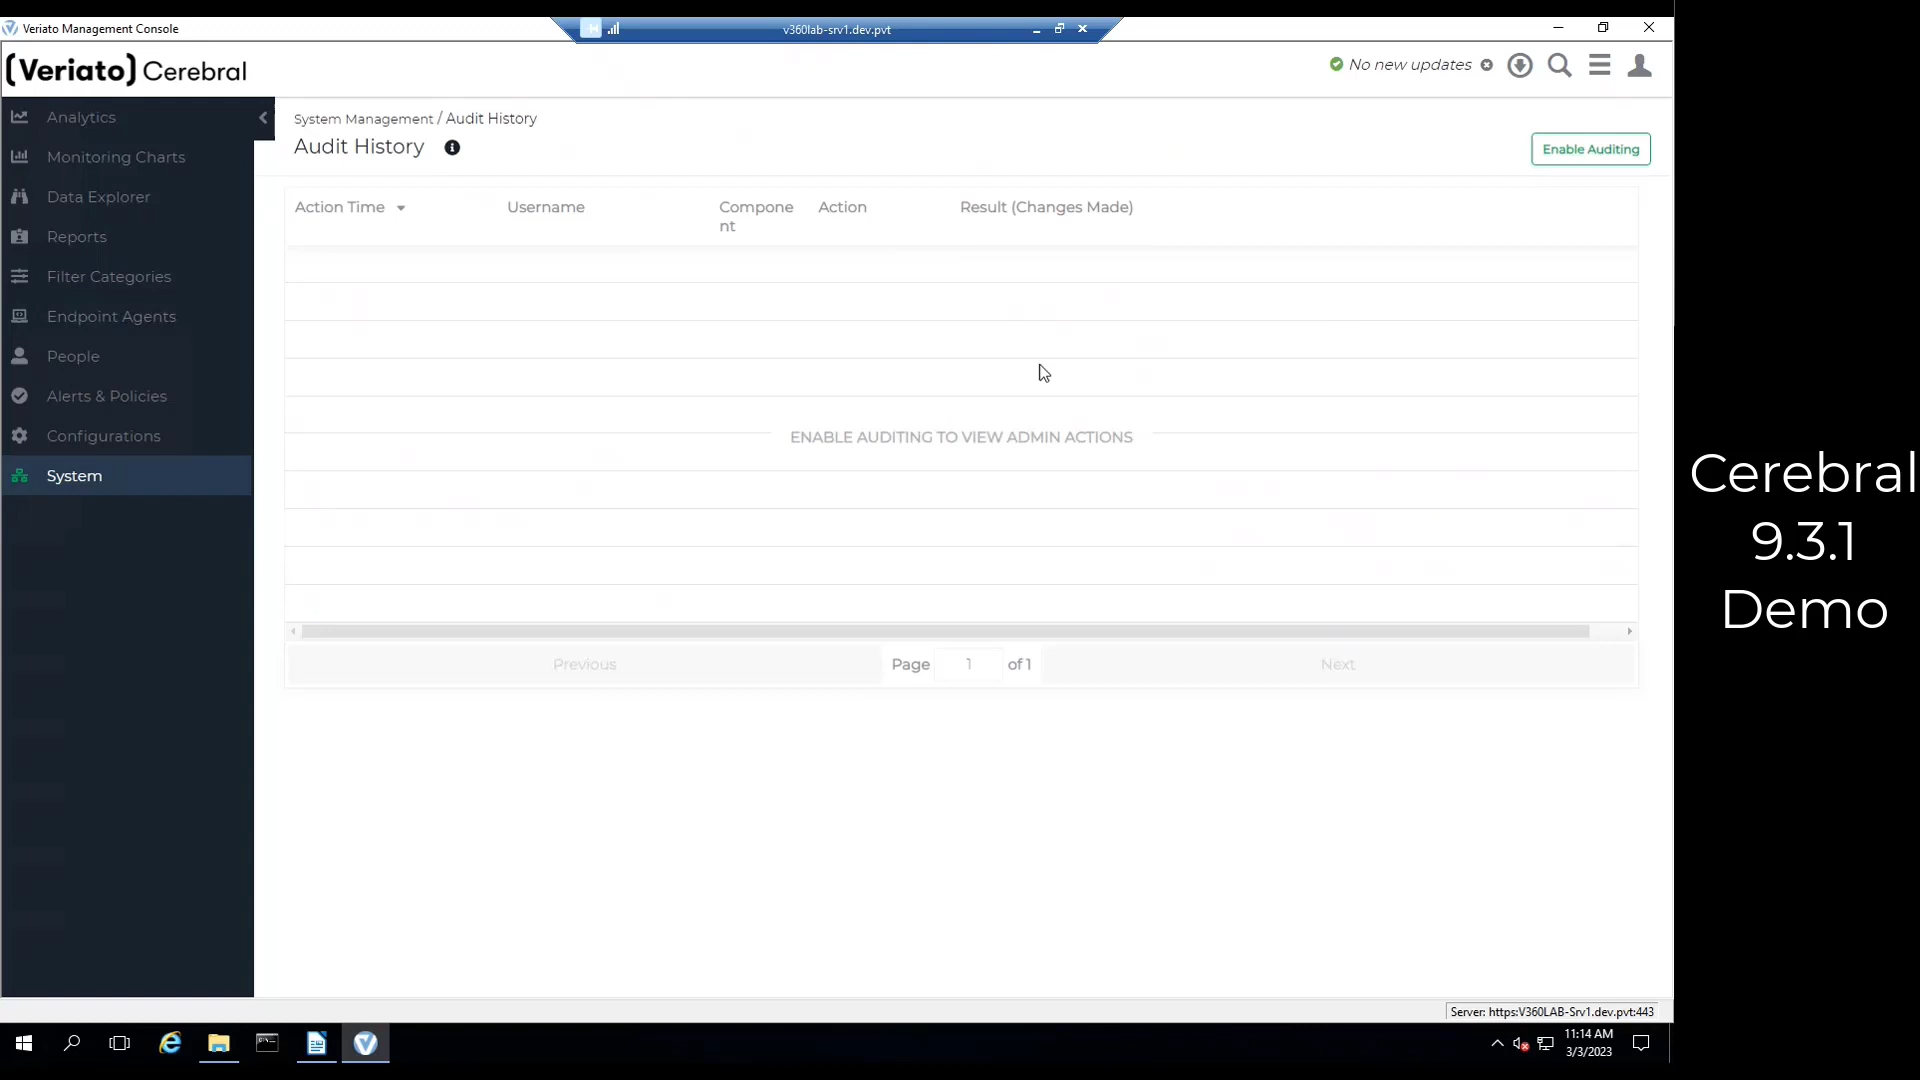 Veriato Management Console
v360lab-srv1.dev.pvt
(Veriato) Cerebral
No new updates
Analytics
Monitoring Charts
Data Explorer
Reports
Filter Categories
Endpoint Agents
People
Alerts & Policies
Configurations
System
System Management / Audit History
Audit History
Enable Auditing
Action Time
Username
Compone
nt
Action
Result (Changes Made)
ENABLE AUDITING TO VIEW ADMIN ACTIONS
Previous
Page 1 of 1
Next
Server: https:V360LAB-Srv1.dev.pvt:443
11:14 AM
3/3/2023
Cerebral
9.3.1
Demo